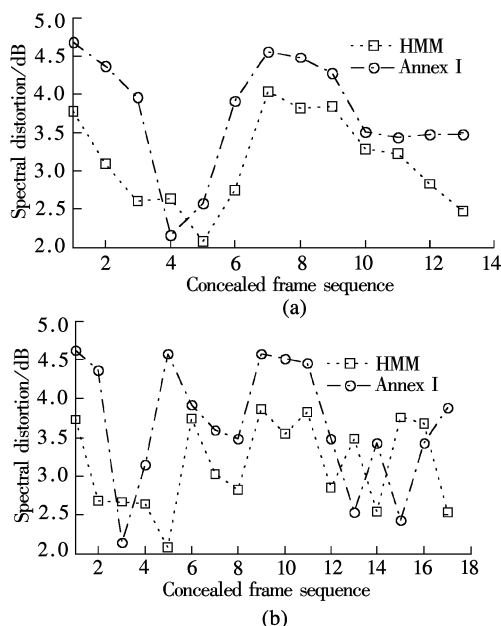 Spectral distortion/dB
5.0
4.5
4.0
3.5
3.0
2.5
2.0
HMM
Annex I
2 4 6 8 10 12 14
Concealed frame sequence
(a)
Spectral distortion/dB
5.0
4.5
4.0
3.5
3.0
2.5
2.0
HMM
Annex I
2 4 6 8 10 12 14 16 18
Concealed frame sequence
(b)